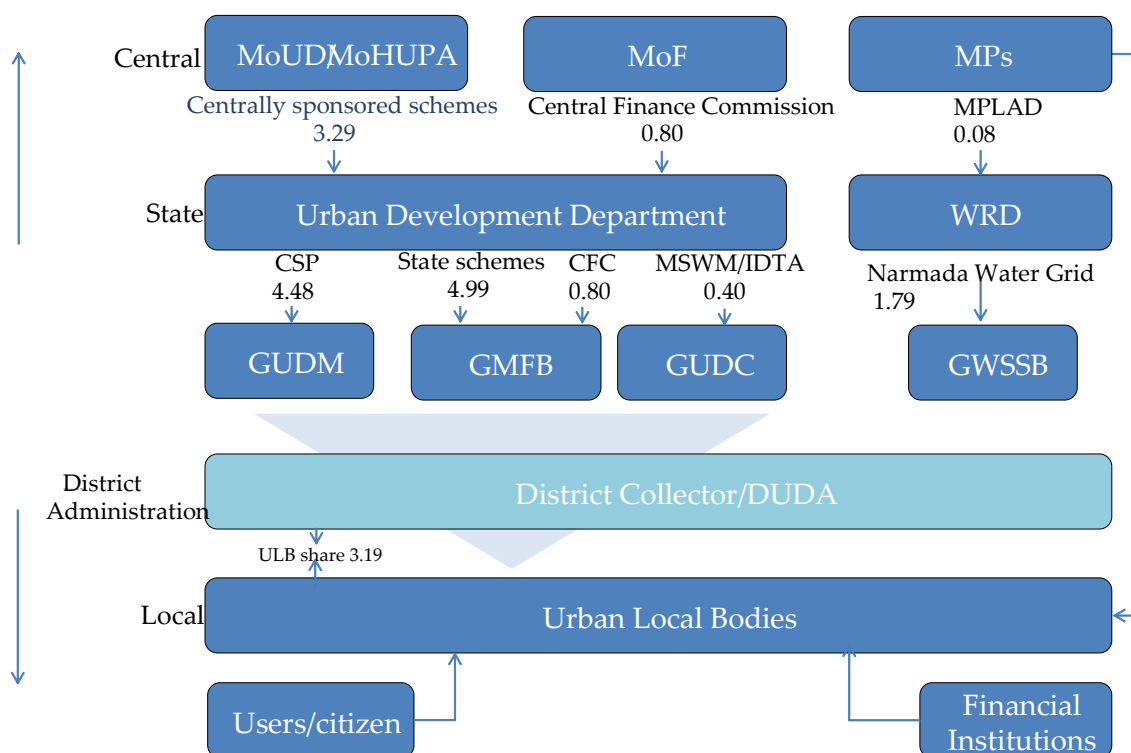 Central
MoUD/MoHUPA
MoF
MPs
Centrally sponsored schemes
3.29
Central Finance Commission
0.80
MPLAD
0.08
State
Urban Development Department
WRD
CSP
4.48
State schemes
4.99
CFC
0.80
MSWM/IDTA
0.40
Narmada Water Grid
1.79
GUDM
GMFB
GUDC
GWSSB
District
Administration
District Collector/DUDA
ULB share 3.19
Local
Urban Local Bodies
Users/citizen
Financial
Institutions